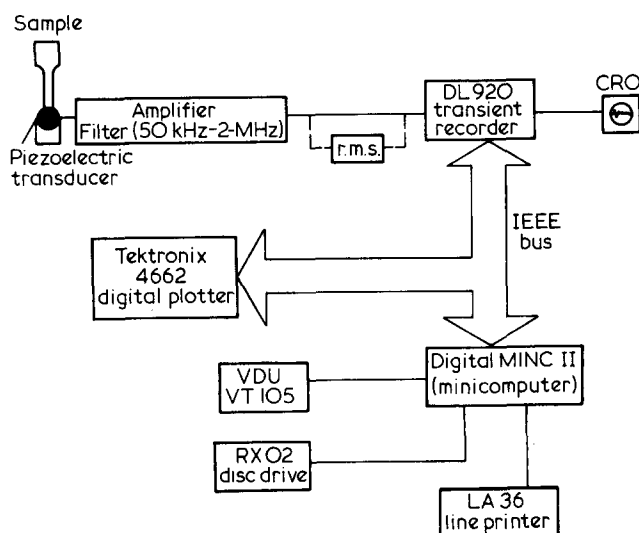 Sample
CRO
DL920
transient
recorder
Amplifier
Filter (50 kHz-2-MHz)
r.m.s.
Piezoelectric
transducer
IEEE
bus
Tektronix
4662
digital plotter
Digital MINC II
(minicomputer)
VDU
VT 105
RX02
disc drive
LA 36
line printer